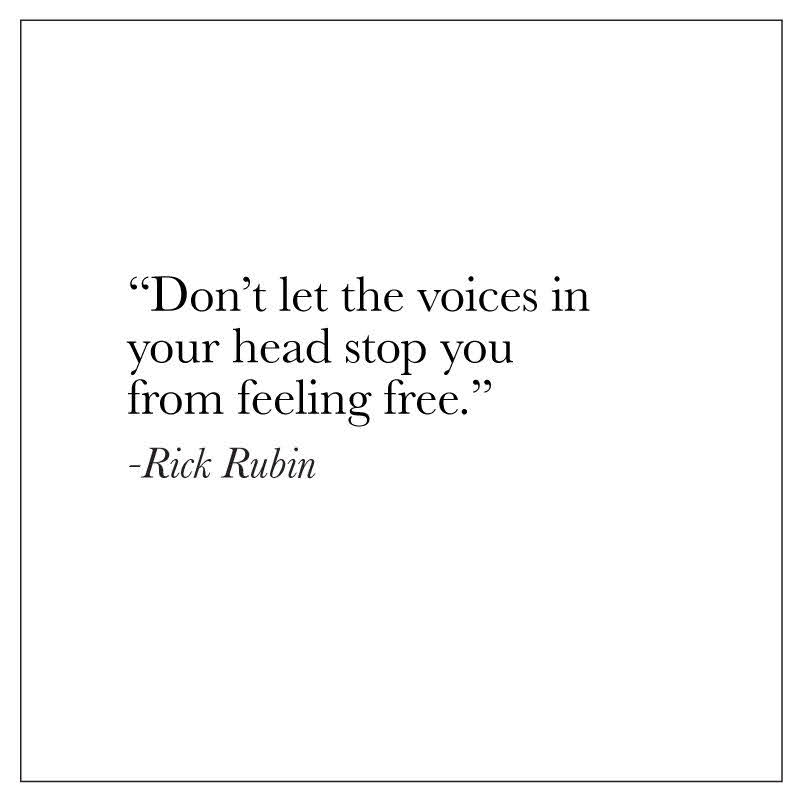 “Don’t let the voices in
your head stop you
from feeling free.”
-Rick Rubin